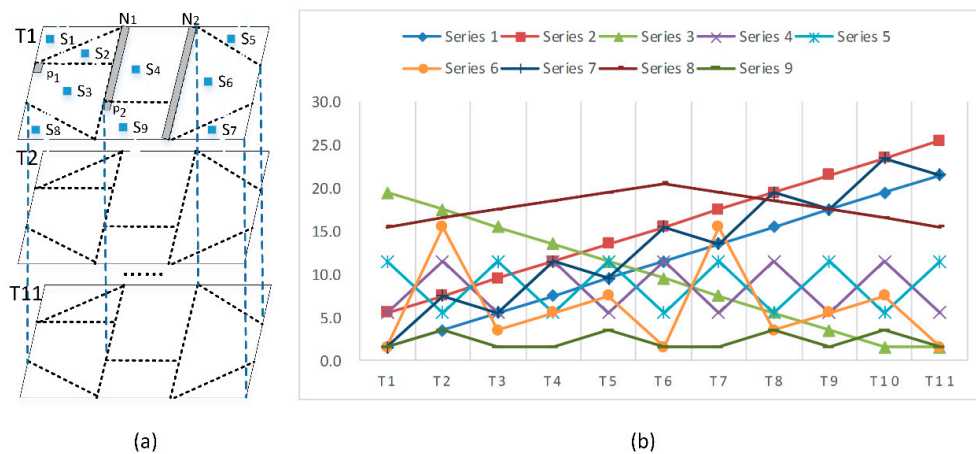 N1 N2
T1
S1 S5
S2
p1 S4
S3 S6
p2
S8 S9 S7
T2
......
T11
(a)
Series 1 Series 2 Series 3 Series 4 Series 5
Series 6 Series 7 Series 8 Series 9
30.0
25.0
20.0
15.0
10.0
5.0
0.0
T1 T2 T3 T4 T5 T6 T7 T8 T9 T10 T11
(b)